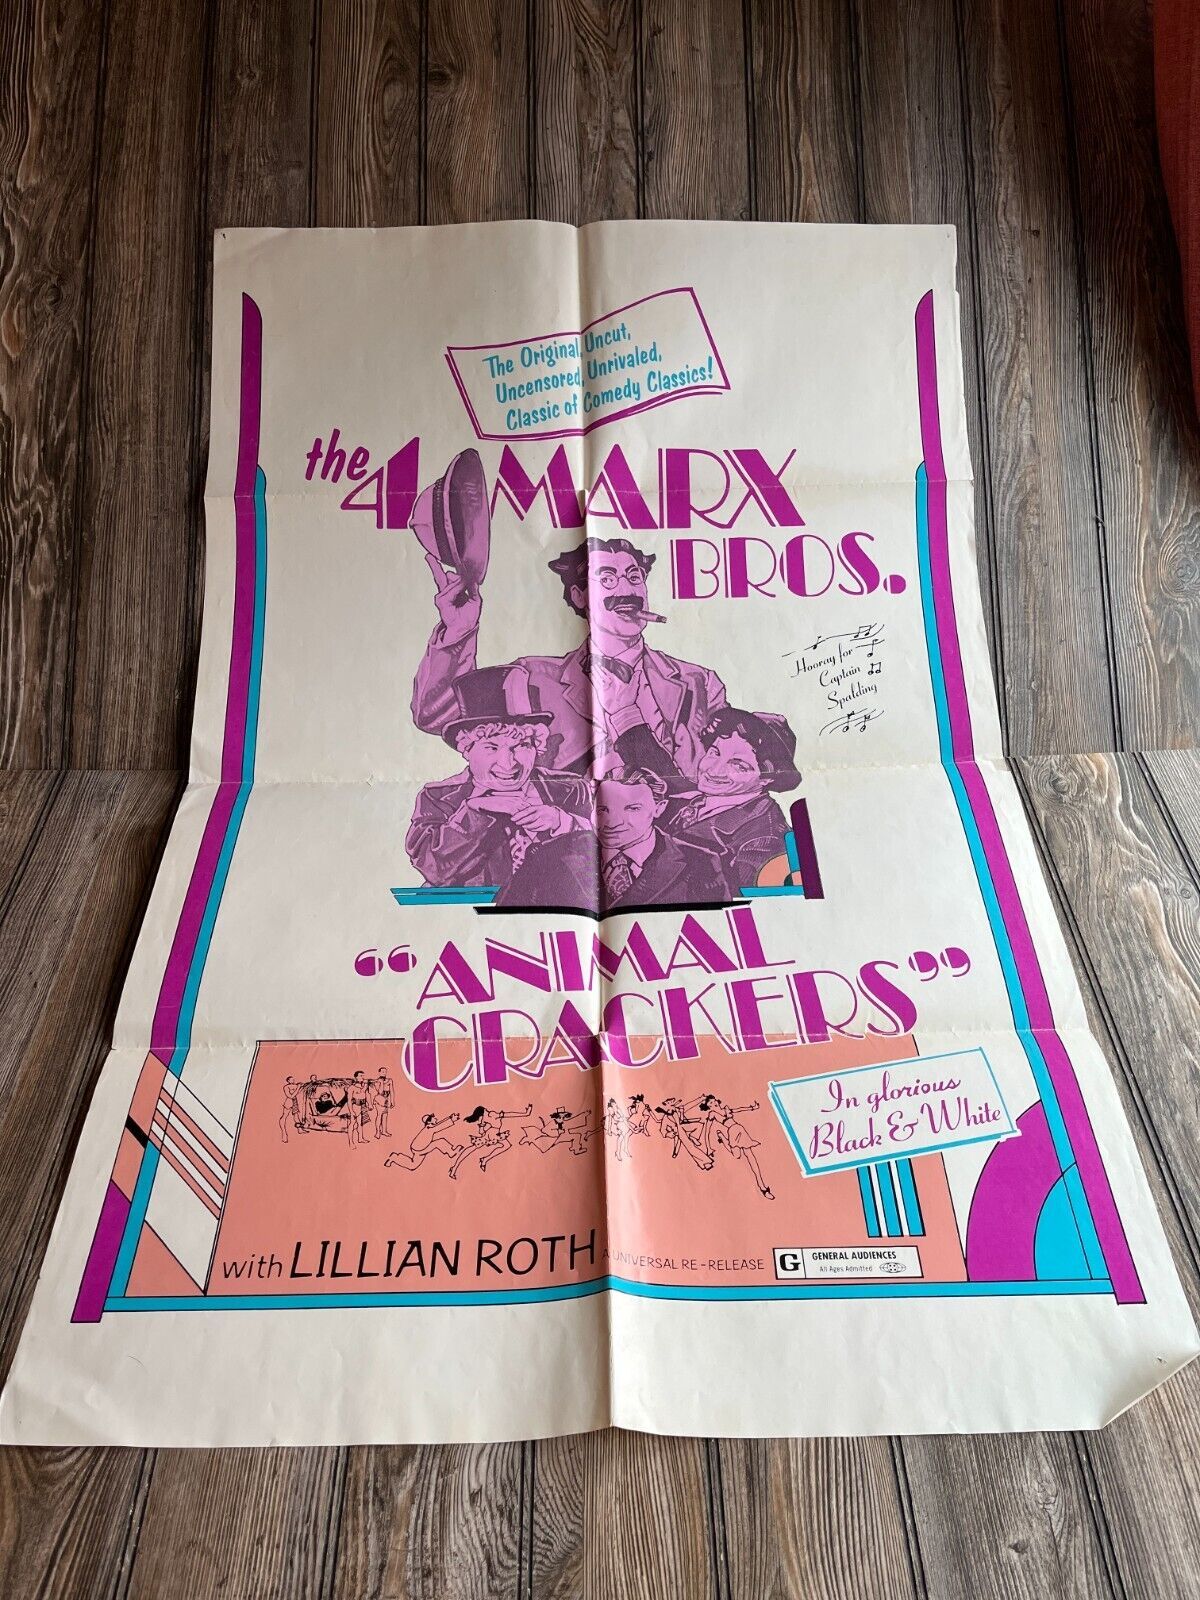 The Original, Uncut,
Uncensored, Unrivaled,
Classic of Comedy Classics!
the 4 MARX
BROS.
Hooray for
Captain
Spalding
“ANIMAL
CRACKERS”
In glorious
Black & White
with LILLIAN ROTH A UNIVERSAL RE-RELEASE G GENERAL AUDIENCES
All Ages Admitted